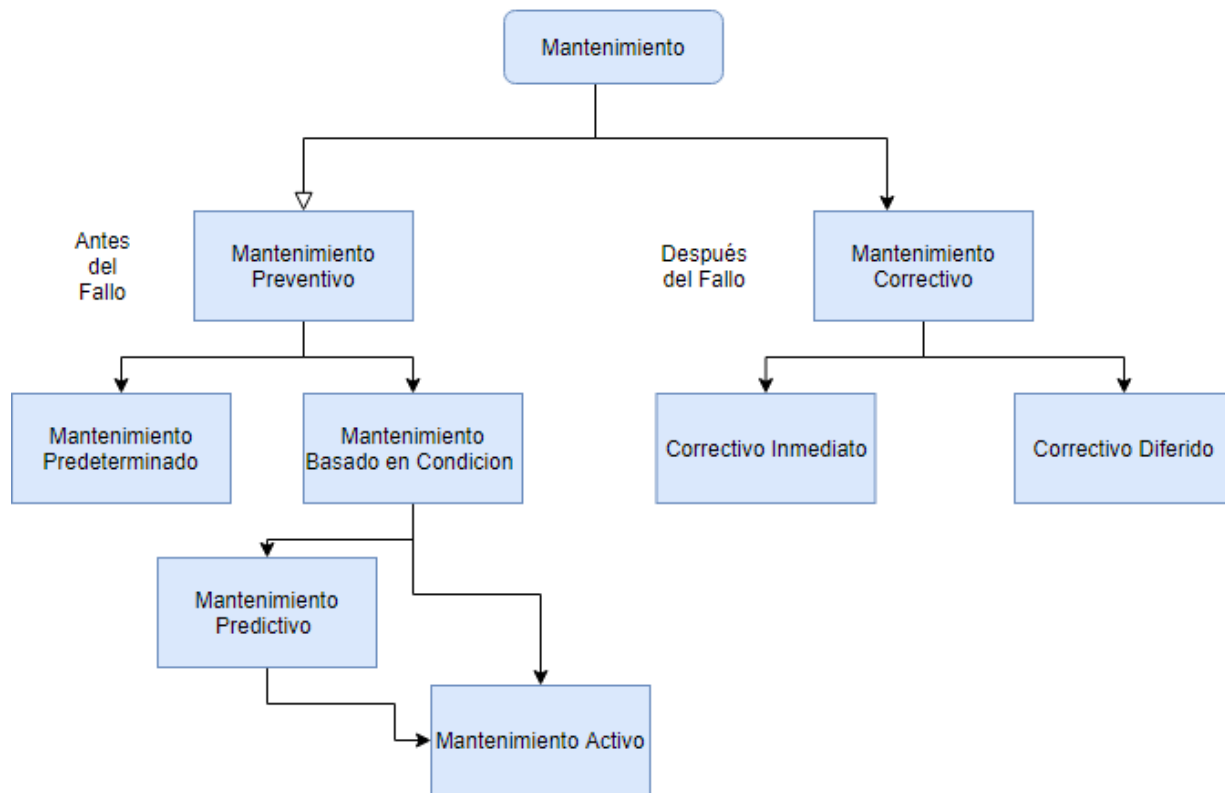 Mantenimiento
Antes
del
Fallo
Mantenimiento
Preventivo
Después
del Fallo
Mantenimiento
Correctivo
Mantenimiento
Predeterminado
Mantenimiento
Basado en Condicion
Correctivo Inmediato
Correctivo Diferido
Mantenimiento
Predictivo
Mantenimiento Activo